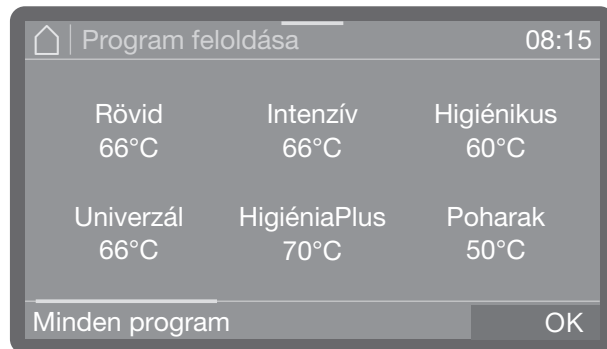 Program feloldása 08:15
Rövid Intenzív Higiénikus
66°C 66°C 60°C
Univerzál HigiéniaPlus Poharak
66°C 70°C 50°C
Minden program OK